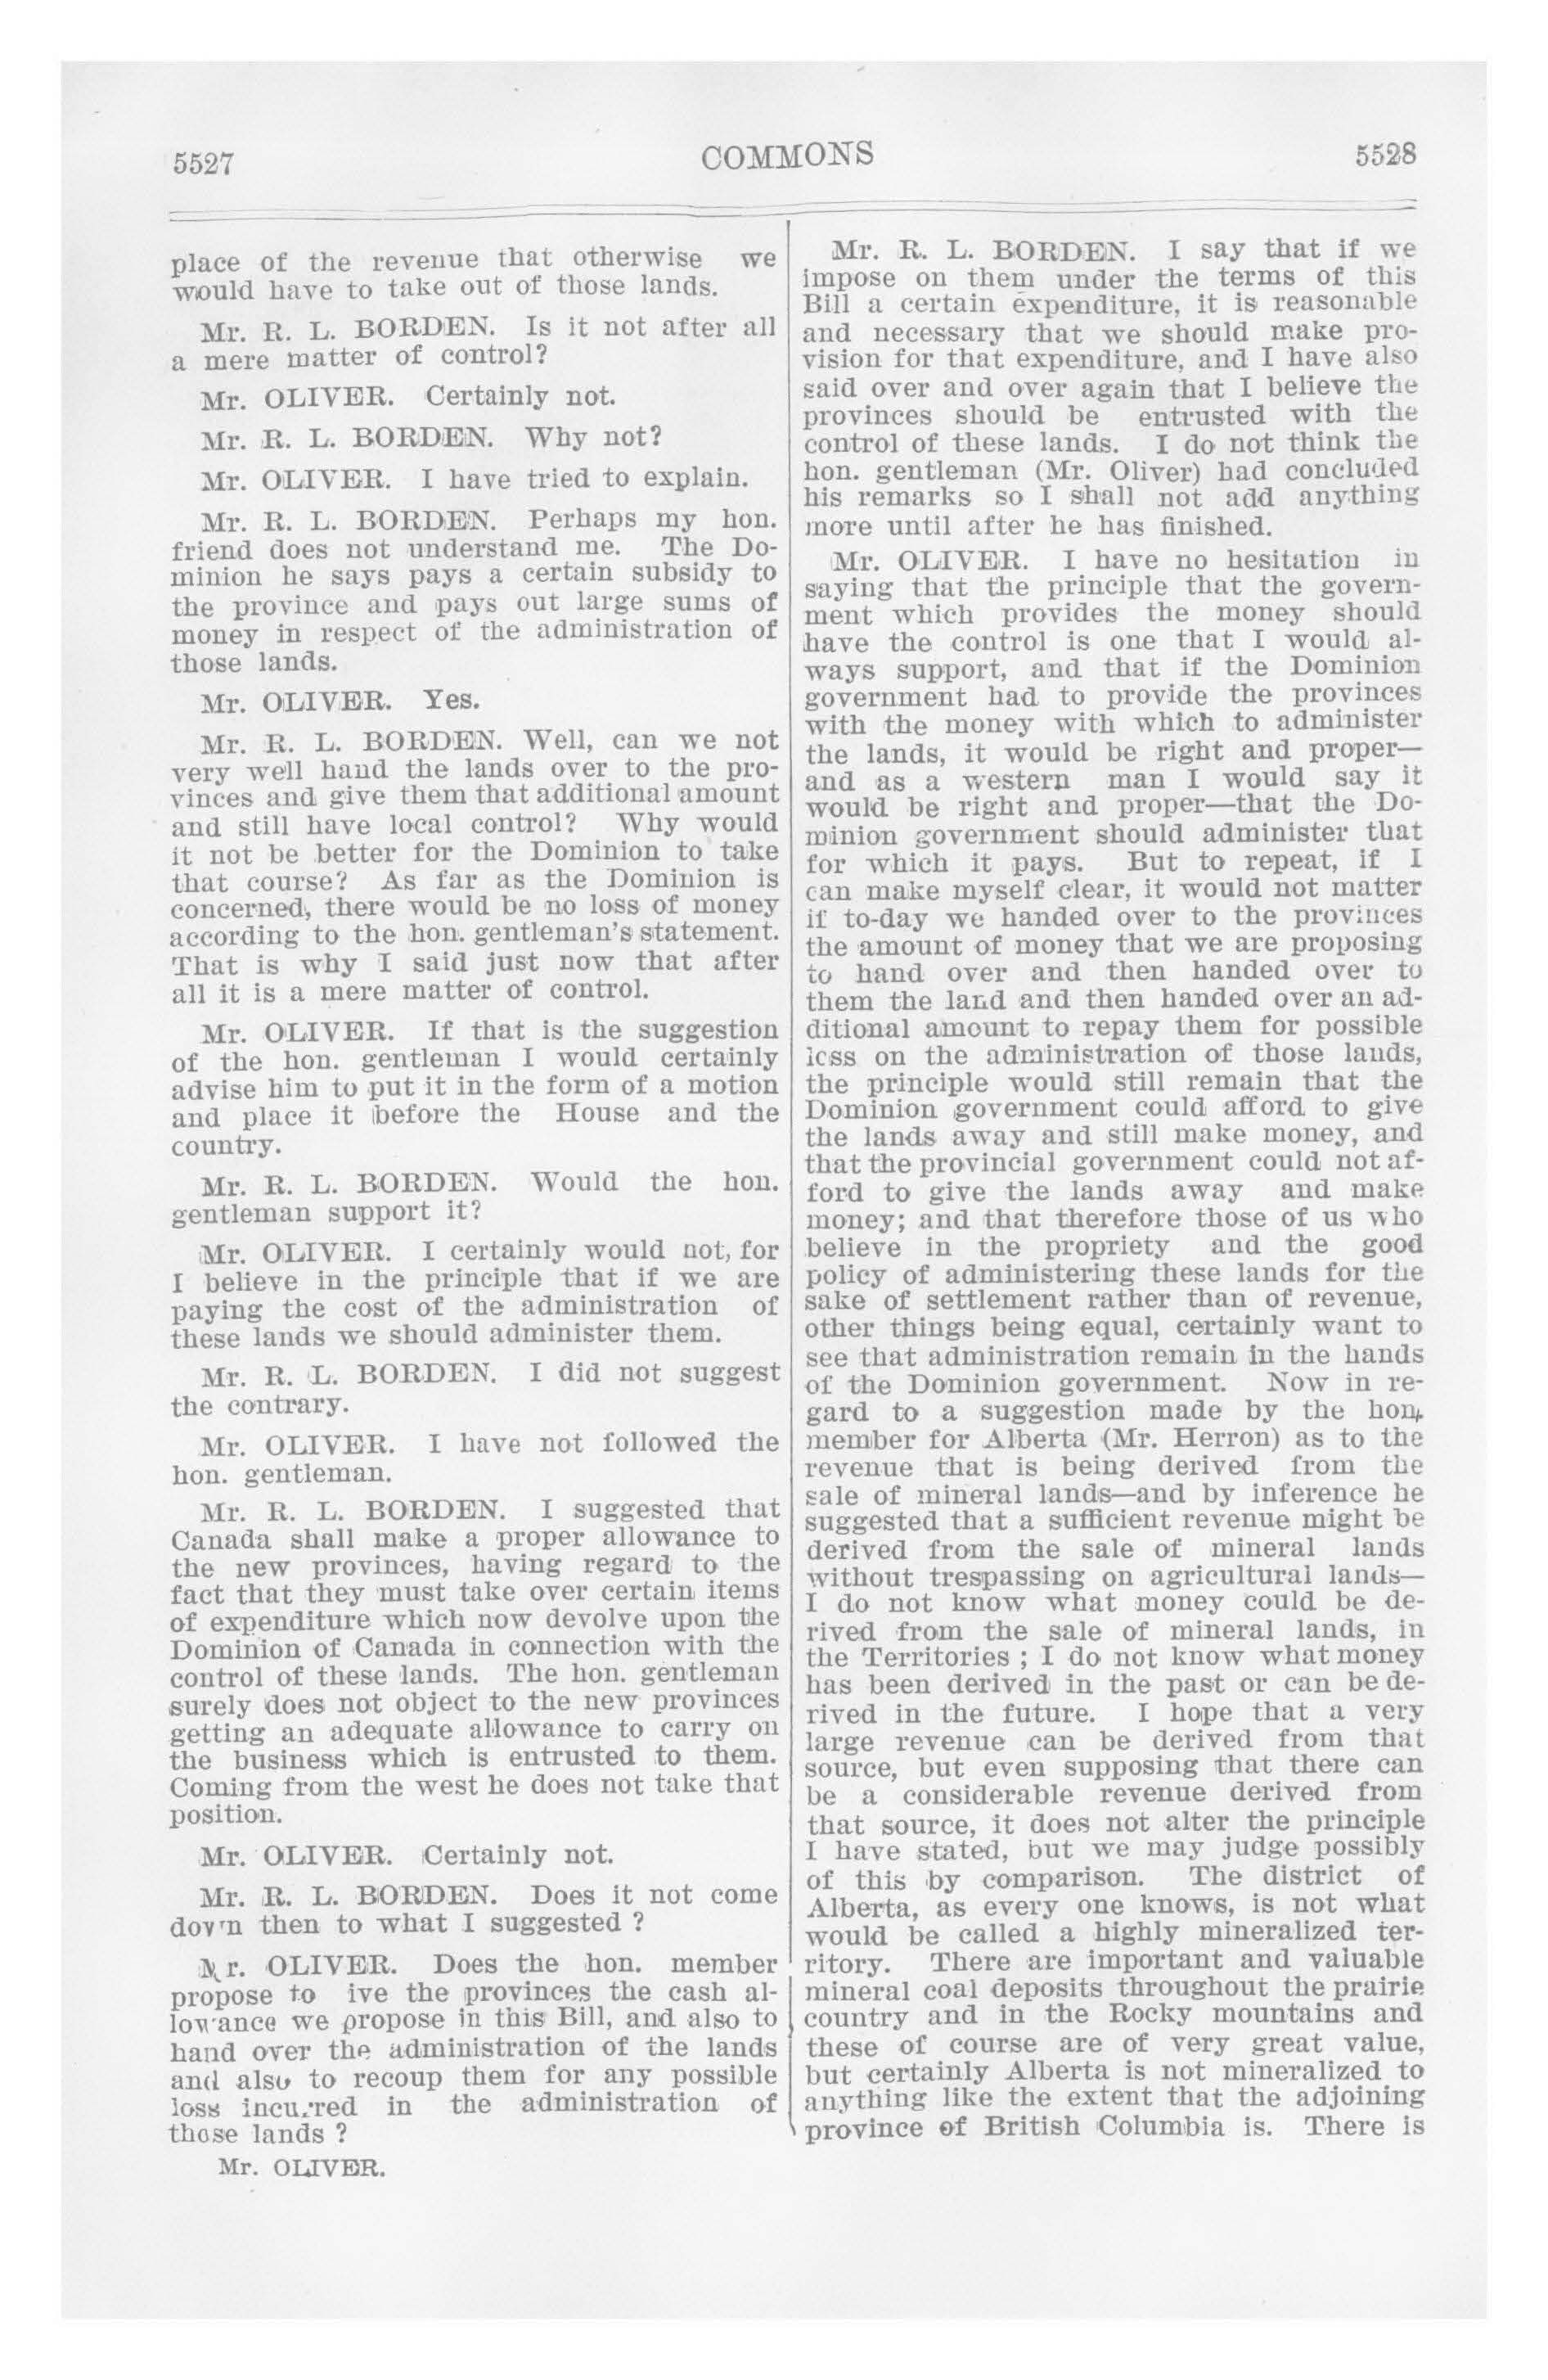 5527
COMMONS
5528
place of the revenue that otherwise we
would have to take out of those lands.
Mr. R. L. BORDEN. Is it not after all
a mere matter of control?
Mr. OLIVER. Certainly not.
Mr. R. L. BORDEN. Why not?
Mr. OLIVER. I have tried to explain.
Mr. R. L. BORDEN. Perhaps my hon.
friend does not understand me. The Do-
minion he says pays a certain subsidy to
the province and pays out large sums of
money in respect of the administration of
those lands.
Mr. OLIVER. Yes.
Mr. R. L. BORDEN. Well, can we not
very well hand the lands over to the pro-
vinces and give them that additional amount
and still have local control? Why would
it not be better for the Dominion to take
that course? As far as the Dominion is
concerned, there would be no loss of money
according to the hon. gentleman's statement.
That is why I said just now that after
all it is a mere matter of control.
Mr. OLIVER. If that is the suggestion
of the hon. gentleman I would certainly
advise him to put it in the form of a motion
and place it before the House and the
country.
Mr. R. L. BORDEN. Would the hon.
gentleman support it?
Mr. OLIVER. I certainly would not, for
I believe in the principle that if we are
paying the cost of the administration of
these lands we should administer them.
Mr. R. L. BORDEN. I did not suggest
the contrary.
Mr. OLIVER. I have not followed the
hon. gentleman.
Mr. R. L. BORDEN. I suggested that
Canada shall make a proper allowance to
the new provinces, having regard to the
fact that they must take over certain items
of expenditure which now devolve upon the
Dominion of Canada in connection with the
control of these lands. The hon. gentleman
surely does not object to the new provinces
getting an adequate allowance to carry on
the business which is entrusted to them.
Coming from the west he does not take that
position.
Mr. OLIVER. Certainly not.
Mr. R. L. BORDEN. Does it not come
down then to what I suggested ?
Mr. OLIVER. Does the hon. member
propose to ive the provinces the cash al-
lowance we propose in this Bill, and also to
hand over the administration of the lands
and also to recoup them for any possible
loss incurred in the administration of
those lands ?
Mr. OLIVER.
Mr. R. L. BORDEN. I say that if we
impose on them under the terms of this
Bill a certain expenditure, it is reasonable
and necessary that we should make pro-
vision for that expenditure, and I have also
said over and over again that I believe the
provinces should be entrusted with the
control of these lands. I do not think the
hon. gentleman (Mr. Oliver) had concluded
his remarks so I shall not add anything
more until after he has finished.
Mr. OLIVER. I have no hesitation in
saying that the principle that the govern-
ment which provides the money should
have the control is one that I would al-
ways support, and that if the Dominion
government had to provide the provinces
with the money with which to administer
the lands, it would be right and proper—
and as a western man I would say it
would be right and proper—that the Do-
minion government should administer that
for which it pays. But to repeat, if I
can make myself clear, it would not matter
if to-day we handed over to the provinces
the amount of money that we are proposing
to hand over and then handed over to
them the land and then handed over an ad-
ditional amount to repay them for possible
loss on the administration of those lands,
the principle would still remain that the
Dominion government could afford to give
the lands away and still make money, and
that the provincial government could not af-
ford to give the lands away and make
money; and that therefore those of us who
believe in the propriety and the good
policy of administering these lands for the
sake of settlement rather than of revenue,
other things being equal, certainly want to
see that administration remain in the hands
of the Dominion government. Now in re-
gard to a suggestion made by the hon.
member for Alberta (Mr. Herron) as to the
revenue that is being derived from the
sale of mineral lands—and by inference he
suggested that a sufficient revenue might be
derived from the sale of mineral lands
without trespassing on agricultural lands—
I do not know what money could be de-
rived from the sale of mineral lands, in
the Territories ; I do not know what money
has been derived in the past or can be de-
rived in the future. I hope that a very
large revenue can be derived from that
source, but even supposing that there can
be a considerable revenue derived from
that source, it does not alter the principle
I have stated, but we may judge possibly
of this by comparison. The district of
Alberta, as every one knows, is not what
would be called a highly mineralized ter-
ritory. There are important and valuable
mineral coal deposits throughout the prairie
country and in the Rocky mountains and
these of course are of very great value,
but certainly Alberta is not mineralized to
anything like the extent that the adjoining
province of British Columbia is. There is